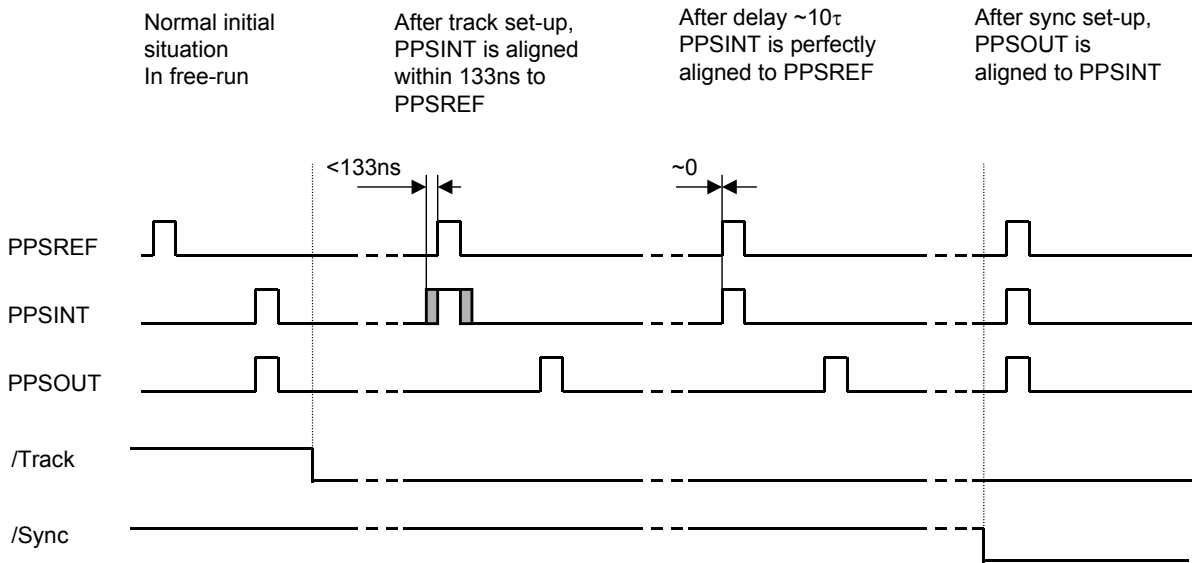 Normal initial
situation
In free-run
After track set-up,
PPSINT is aligned
within 133ns to
PPSREF
After delay ~10τ
PPSINT is perfectly
aligned to PPSREF
After sync set-up,
PPSOUT is
aligned to PPSINT
<133ns
~0
PPSREF
PPSINT
PPSOUT
/Track
/Sync